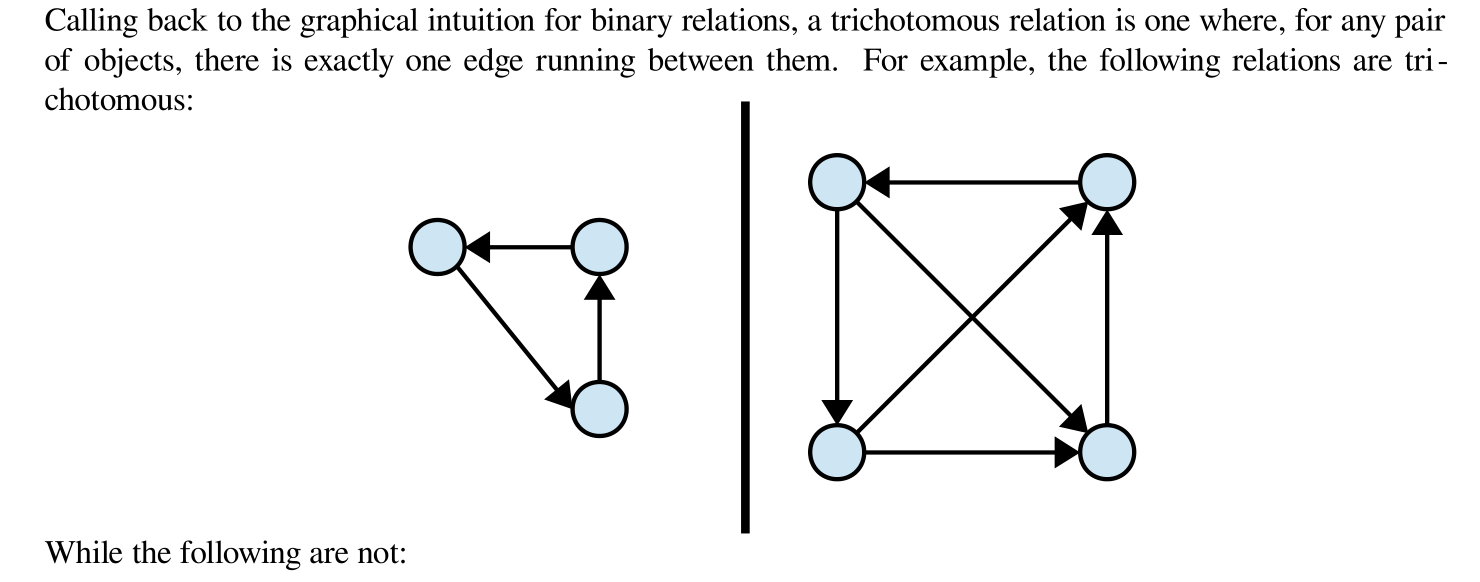 Calling back to the graphical intuition for binary relations, a trichotomous relation is one where, for any pair
of objects, there is exactly one edge running between them. For example, the following relations are tri-
chotomous:
While the following are not: